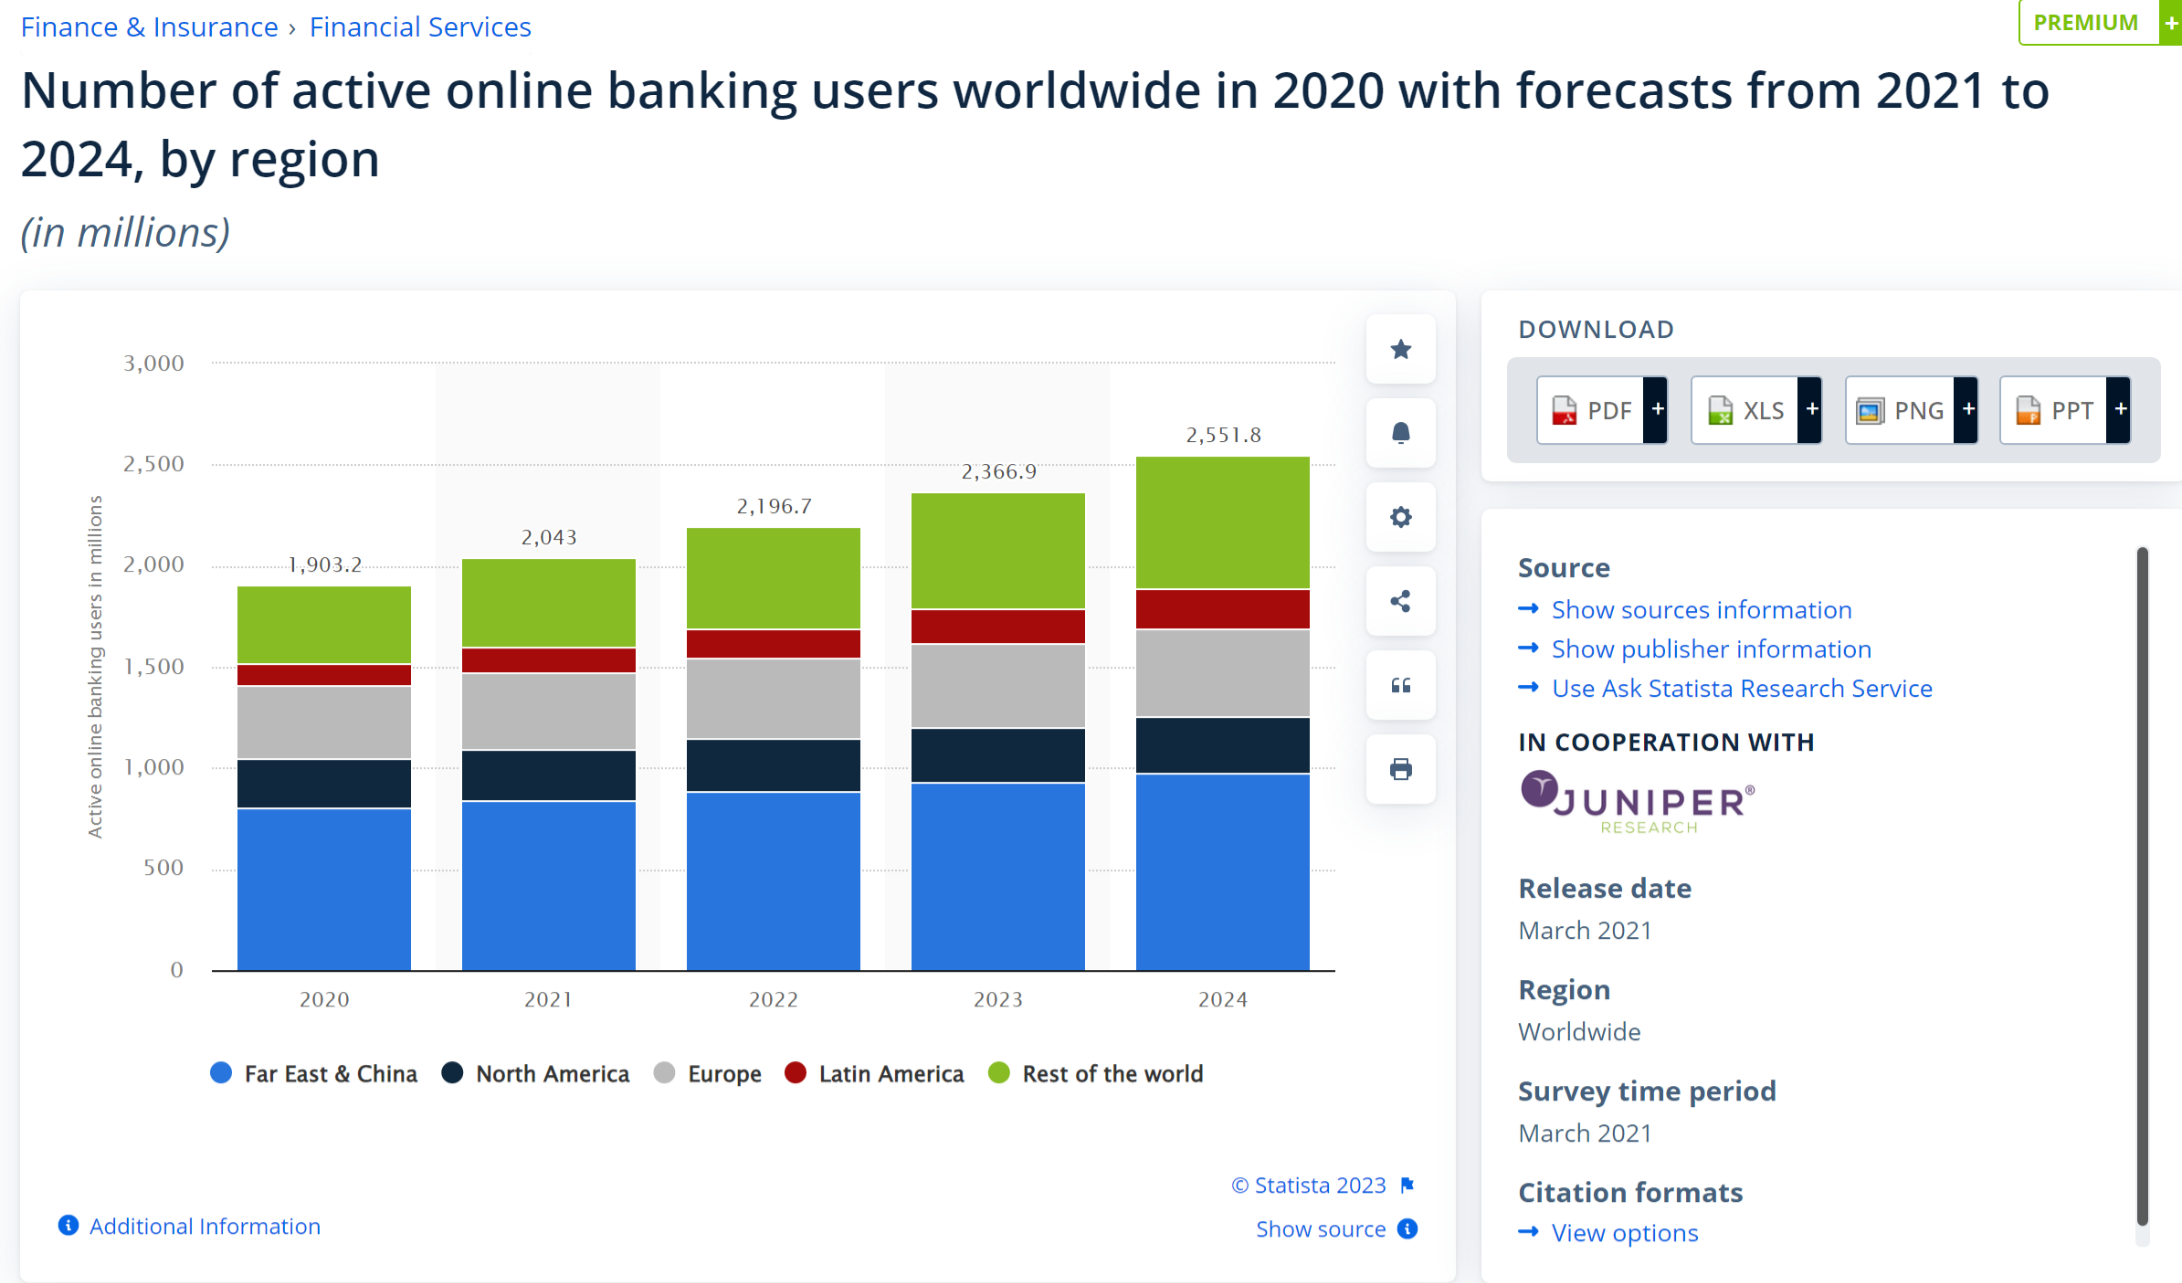 Finance & Insurance › Financial Services
PREMIUM +
Number of active online banking users worldwide in 2020 with forecasts from 2021 to
2024, by region
(in millions)
Active online banking users in millions
3,000
2,500
2,000
1,500
1,000
500
0
1,903.2
2,043
2,196.7
2,366.9
2,551.8
2020
2021
2022
2023
2024
Far East & China North America Europe Latin America Rest of the world
© Statista 2023
Additional Information
Show source
DOWNLOAD
PDF + XLS + PNG + PPT +
Source
→ Show sources information
→ Show publisher information
→ Use Ask Statista Research Service
IN COOPERATION WITH
JUNIPER®
RESEARCH
Release date
March 2021
Region
Worldwide
Survey time period
March 2021
Citation formats
→ View options